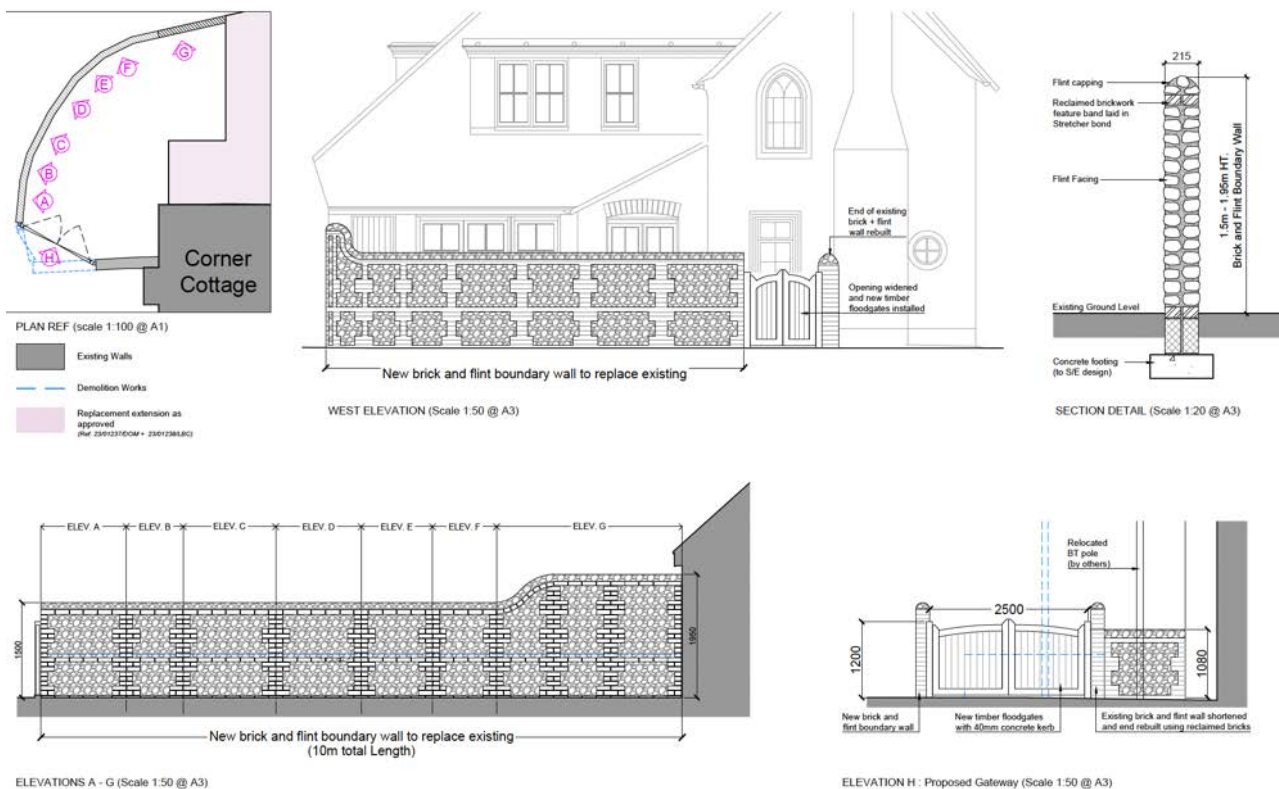 G
F
E
D
C
B
A
H
Corner
Cottage
PLAN REF (scale 1:100 @ A1)
Existing Walls
Demolition Works
Replacement extension as
approved
(Ref. 23/01237/DOM + 23/01238/LBC)
End of existing
brick + flint
wall rebuilt
Opening widened
and new timber
floodgates installed
New brick and flint boundary wall to replace existing
WEST ELEVATION (Scale 1:50 @ A3)
215
Flint capping
Reclaimed brickwork
feature band laid in
Stretcher bond
Flint Facing
1.5m - 1.95m HT.
Brick and Flint Boundary Wall
Existing Ground Level
Concrete footing
(to S/E design)
SECTION DETAIL (Scale 1:20 @ A3)
ELEV. A
ELEV. B
ELEV. C
ELEV. D
ELEV. E
ELEV. F
ELEV. G
1500
1950
New brick and flint boundary wall to replace existing
(10m total Length)
ELEVATIONS A - G (Scale 1:50 @ A3)
Relocated
BT pole
(by others)
2500
1200
1080
New brick and
flint boundary wall
New timber floodgates
with 40mm concrete kerb
Existing brick and flint wall shortened
and end rebuilt using reclaimed bricks
ELEVATION H : Proposed Gateway (Scale 1:50 @ A3)